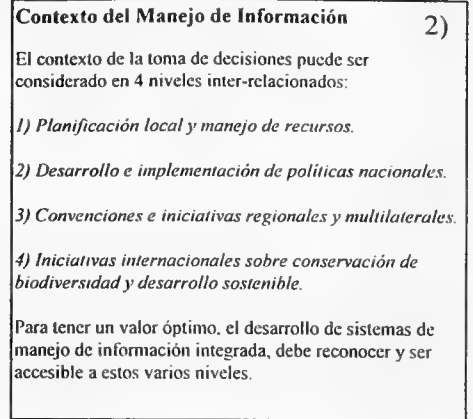 Contexto del Manejo de Información
2)
El contexto de la toma de decisiones puede ser
considerado en 4 niveles inter-relacionados:
1) Planificación local y manejo de recursos.
2) Desarrollo e implementación de políticas nacionales.
3) Convenciones e iniciativas regionales y multilaterales.
4) Iniciativas internacionales sobre conservación de
biodiversidad y desarrollo sostenible.
Para tener un valor óptimo, el desarrollo de sistemas de
manejo de información integrada, debe reconocer y ser
accesible a estos varios niveles.